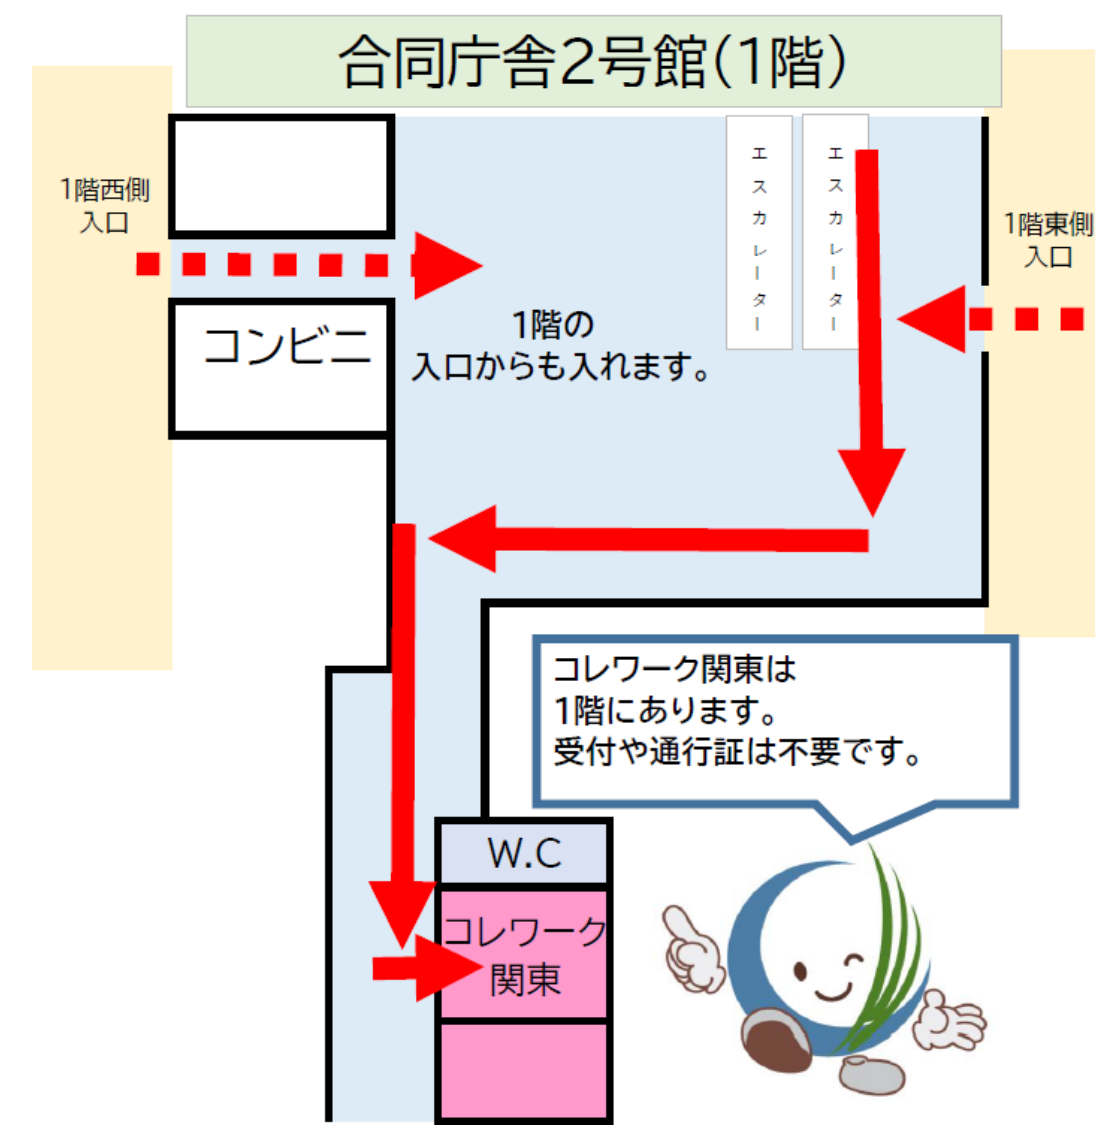 合同庁舎2号館(1階)
1階西側
入口
エスカレーター
エスカレーター
1階東側
入口
コンビニ
1階の
入口からも入れます。
コレワーク関東は
1階にあります。
受付や通行証は不要です。
W.C
コレワーク
関東